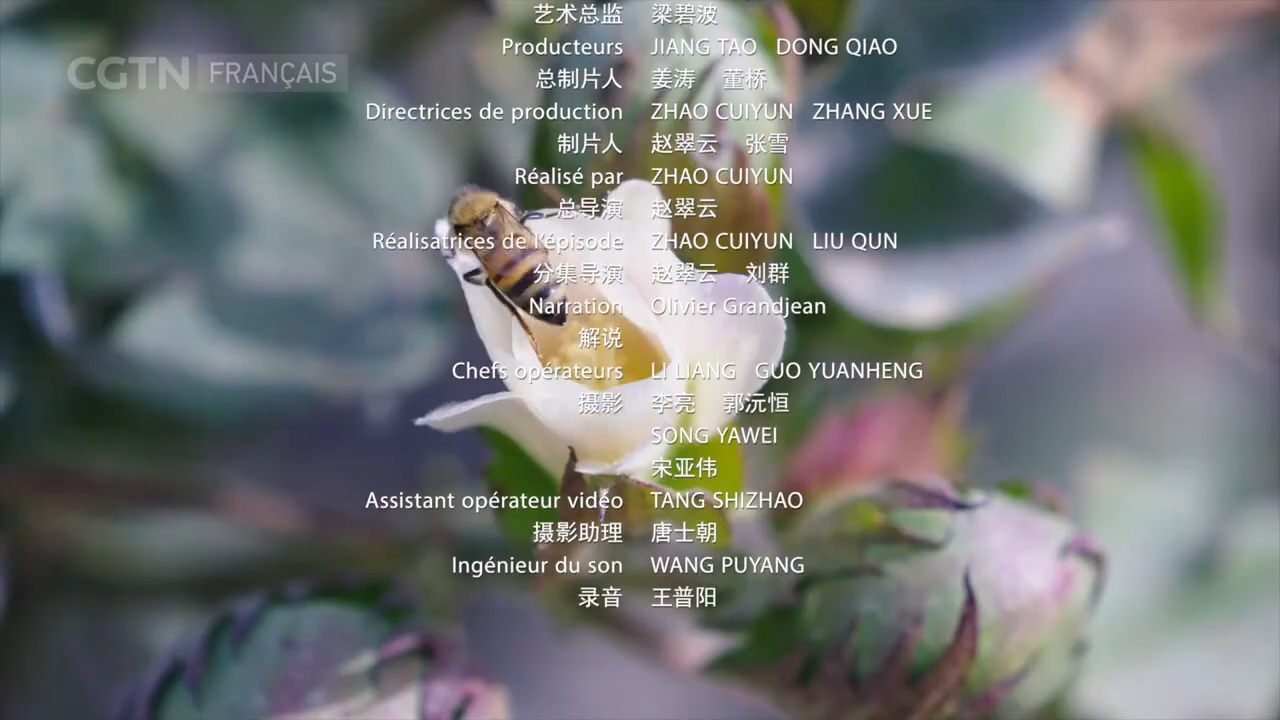 艺术总监 梁碧波
CGTN FRANÇAIS
Producteurs JIANG TAO DONG QIAO
总制片人 姜涛 董桥
Directrices de production ZHAO CUIYUN ZHANG XUE
制片人 赵翠云 张雪
Réalisé par ZHAO CUIYUN
总导演 赵翠云
Réalisatrices de l'épisode ZHAO CUIYUN LIU QUN
分集导演 赵翠云 刘群
Narration Olivier Grandjean
解说
Chefs opérateurs LI LIANG GUO YUANHENG
摄影 李亮 郭沅恒
SONG YAWEI
宋亚伟
Assistant opérateur vidéo TANG SHIZHAO
摄影助理 唐士朝
Ingénieur du son WANG PUYANG
录音 王普阳